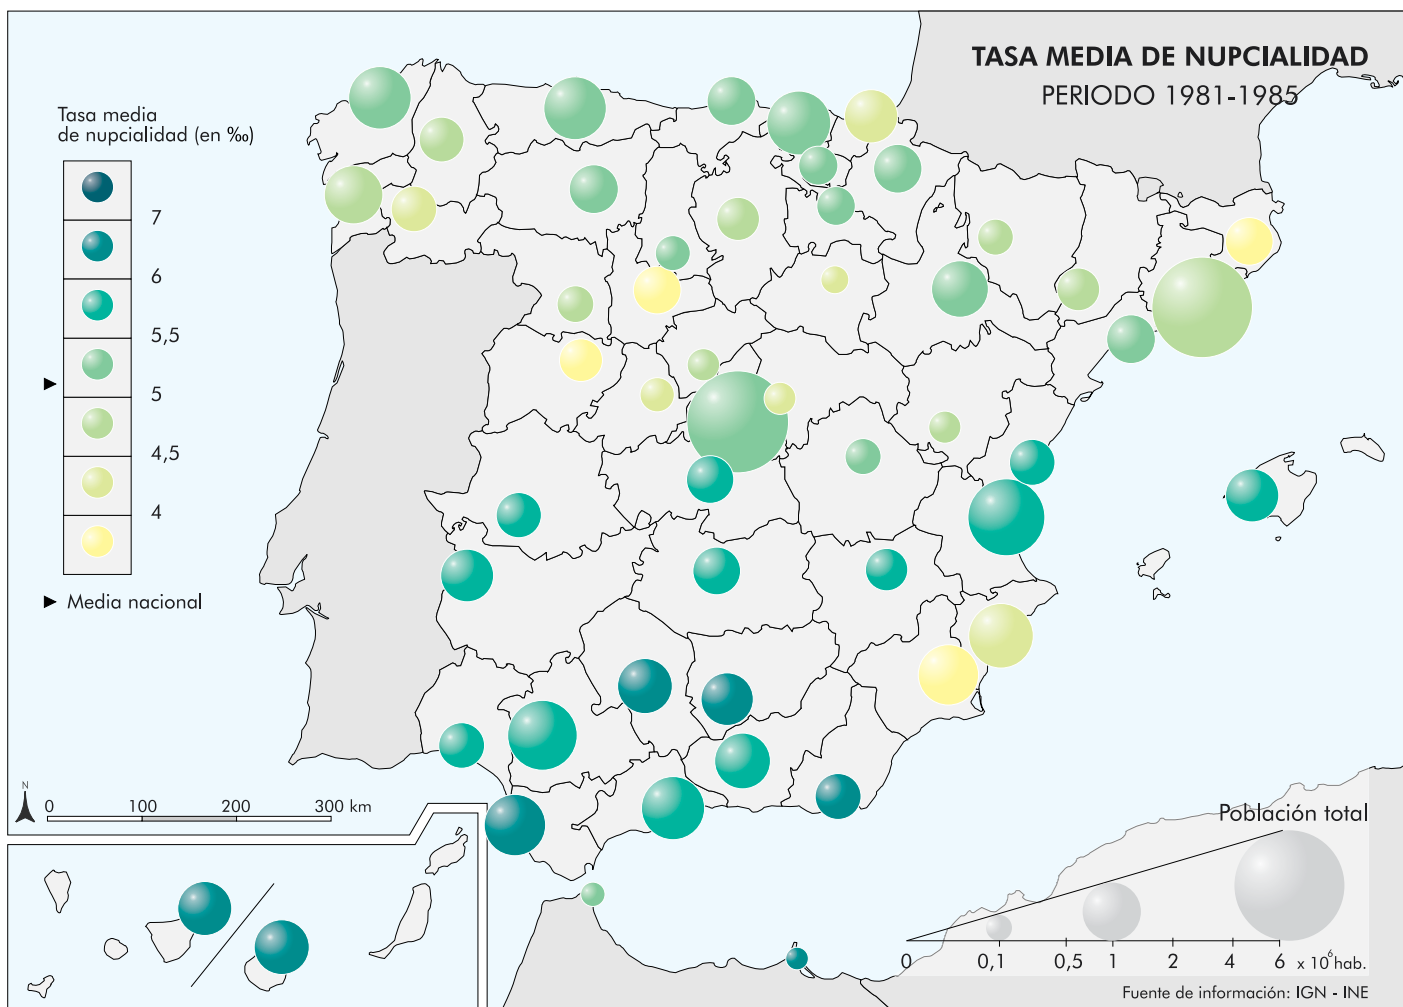 TASA MEDIA DE NUPCIALIDAD
PERIODO 1981-1985
Tasa media
de nupcialidad (en ‰)
7
6
5,5
5
4,5
4
► Media nacional
N
0 100 200 300 km
Población total
0 0,1 0,5 1 2 4 6 x 10⁶ hab.
Fuente de información: IGN - INE